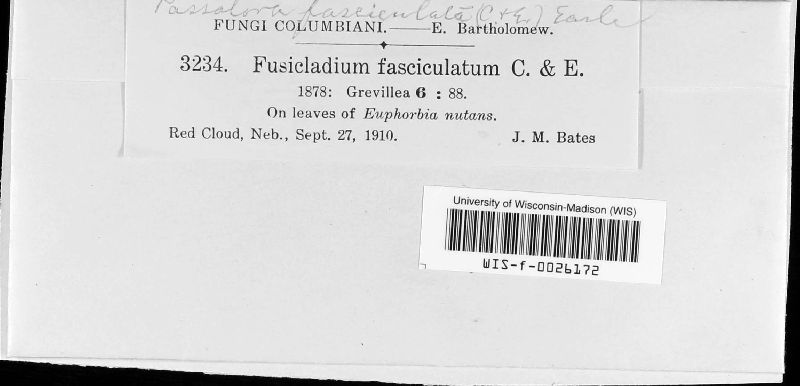 Passalora fasciculata (C & E.) Earle
FUNGI COLUMBIANI.——E. Bartholomew.
3234. Fusicladium fasciculatum C. & E.
1878: Grevillea 6 : 88.
On leaves of Euphorbia nutans.
Red Cloud, Neb., Sept. 27, 1910. J. M. Bates
University of Wisconsin-Madison (WIS)
WIS-f-0026172